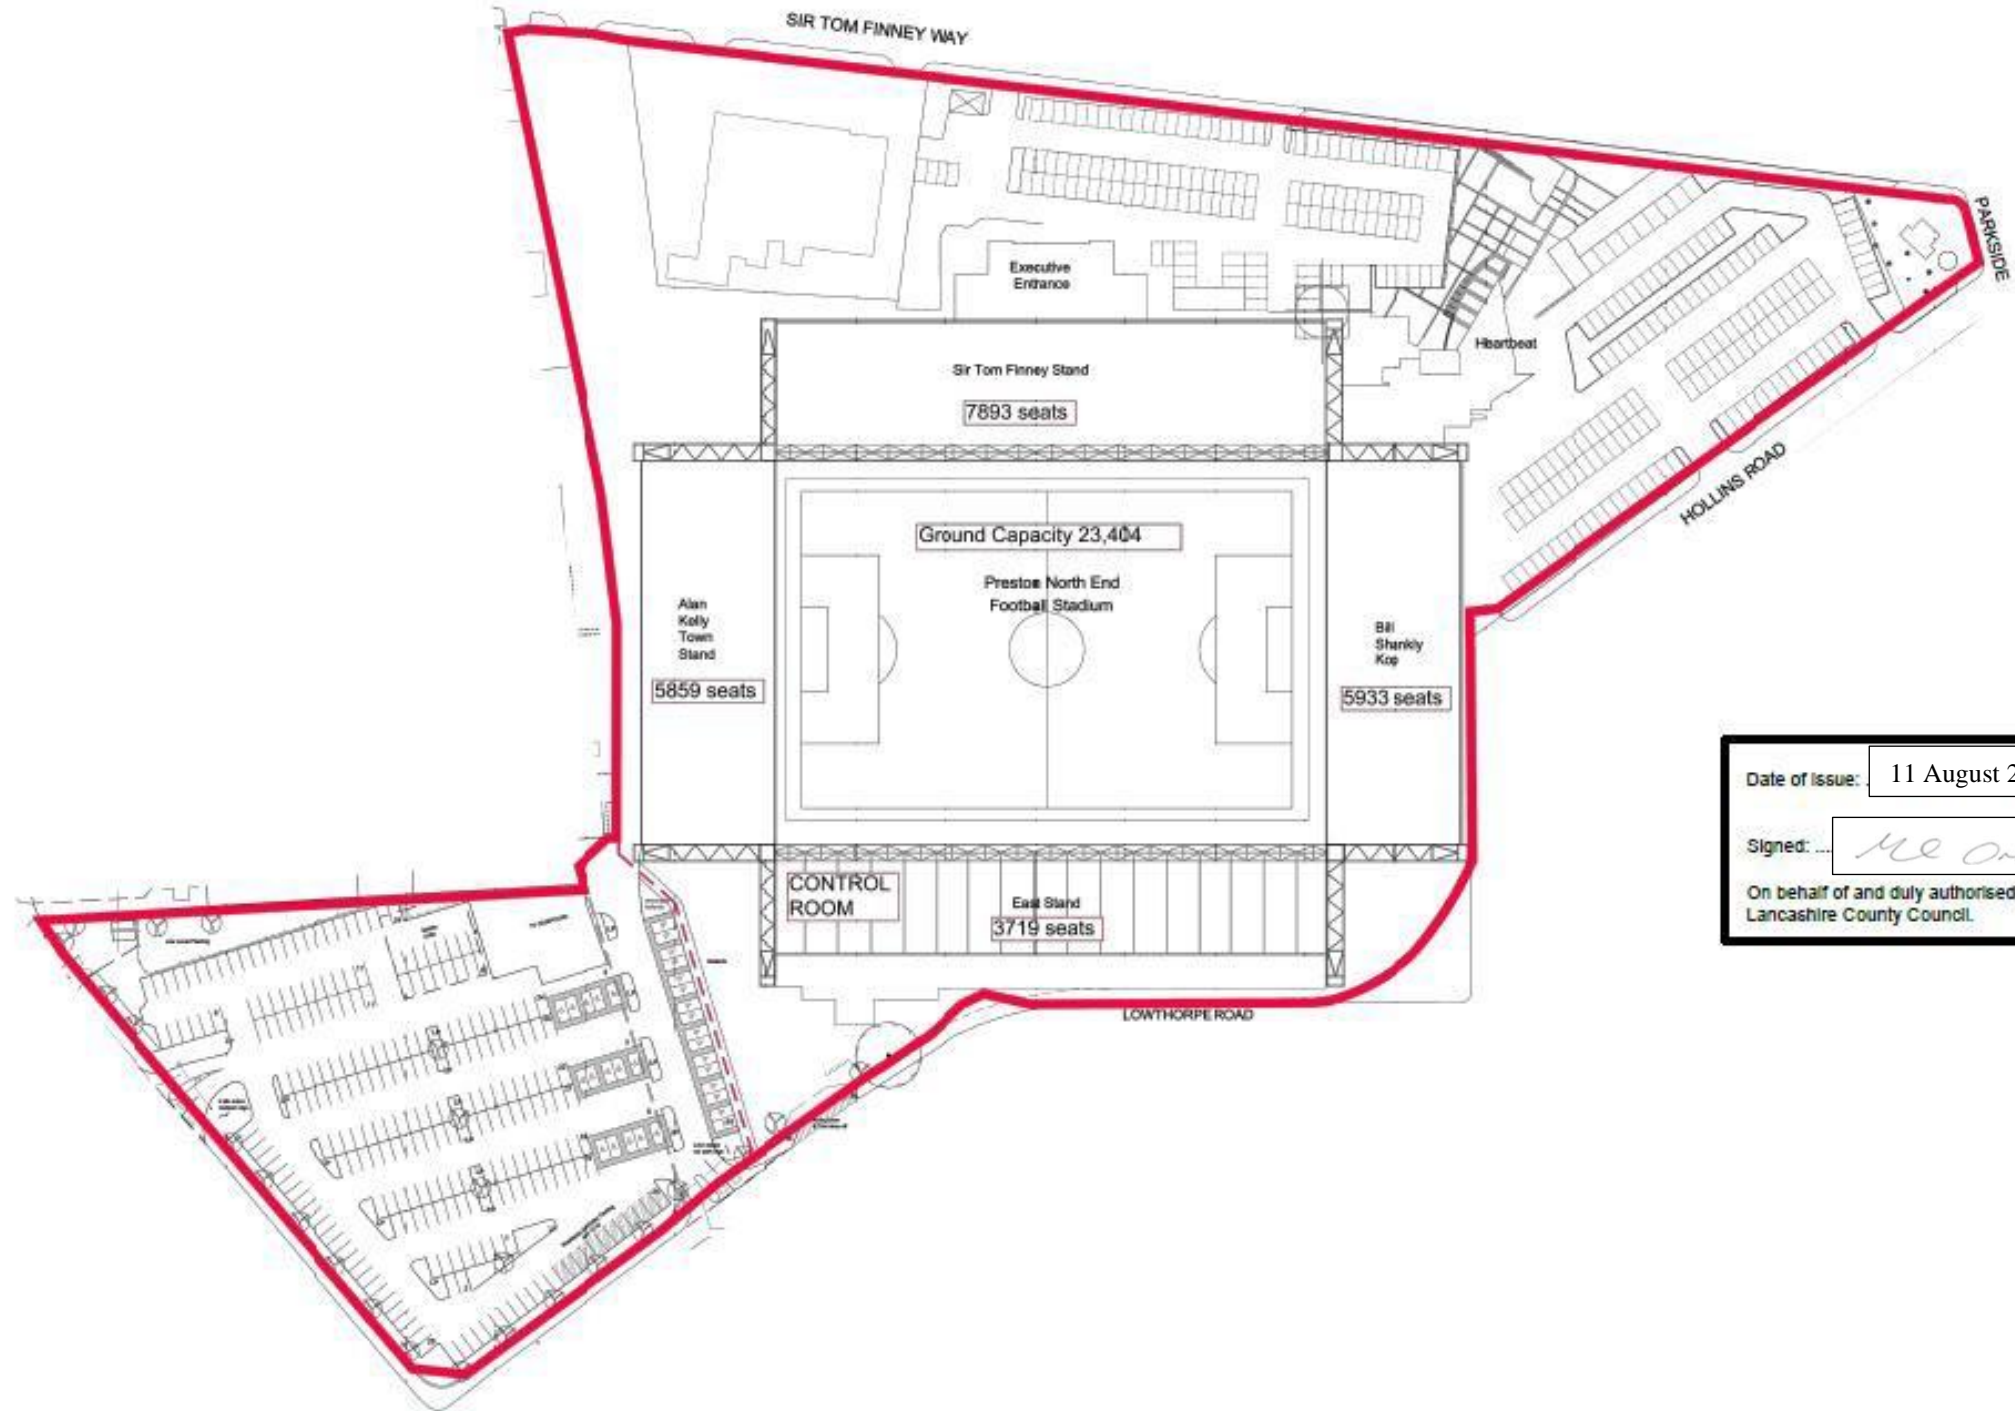 SIR TOM FINNEY WAY
PARKSIDE
Executive
Entrance
Heartbeat
Sir Tom Finney Stand
7893 seats
HOLLINS ROAD
Ground Capacity 23,404
Preston North End
Football Stadium
Alan
Kelly
Town
Stand
5859 seats
Bill
Shankly
Kop
5933 seats
Date of Issue: 11 August 2
Signed: ....
On behalf of and duly authorised
Lancashire County Council.
CONTROL
ROOM
East Stand
3719 seats
LOWTHORPE ROAD